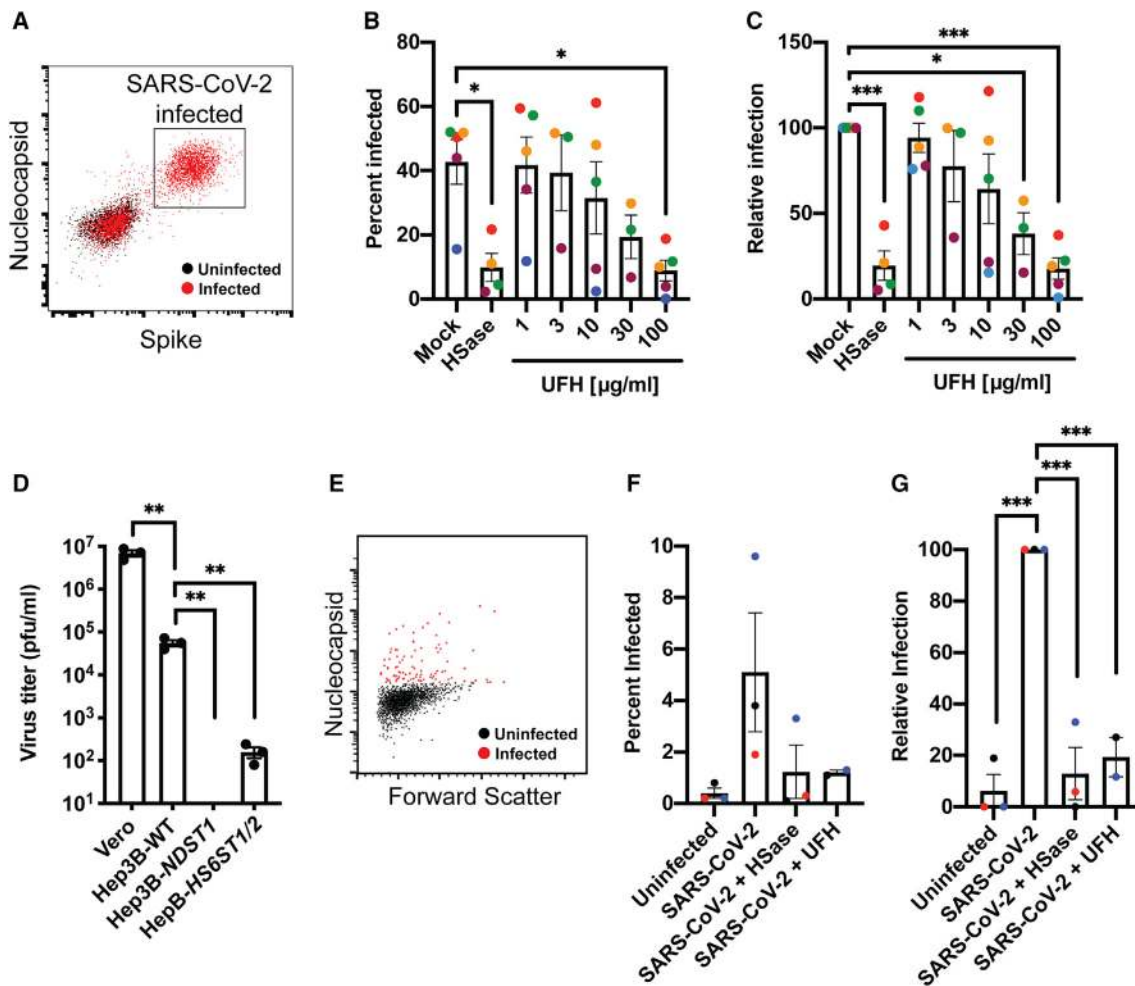 A
SARS-CoV-2
infected
Nucleocapsid
Uninfected
Infected
Spike
B
80
60
40
20
0
Percent infected
*
*
Mock
HSase
1
3
10
30
100
UFH [µg/ml]
C
150
100
50
0
Relative infection
***
*
***
Mock
HSase
1
3
10
30
100
UFH [µg/ml]
D
10⁷
10⁶
10⁵
10⁴
10³
10²
10¹
Virus titer (pfu/ml)
**
**
**
Vero
Hep3B-WT
Hep3B-NDST1
HepB-HS6ST1/2
E
Nucleocapsid
Uninfected
Infected
Forward Scatter
F
10
8
6
4
2
0
Percent Infected
Uninfected
SARS-CoV-2
SARS-CoV-2 + HSase
SARS-CoV-2 + UFH
G
100
80
60
40
20
0
Relative Infection
***
***
***
Uninfected
SARS-CoV-2
SARS-CoV-2 + HSase
SARS-CoV-2 + UFH